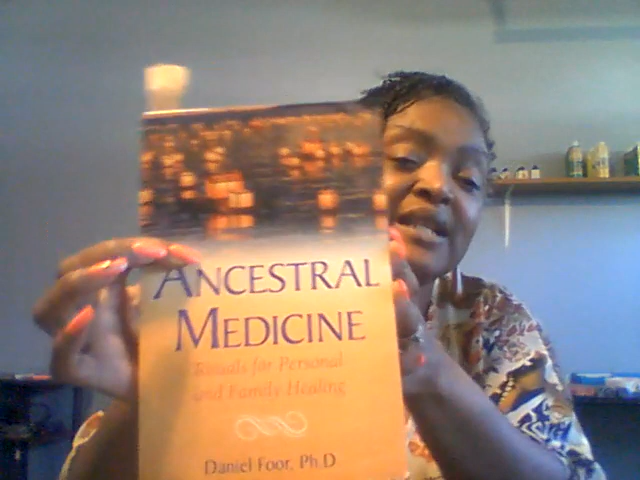 ANCESTRAL
MEDICINE
Rituals for Personal
and Family Healing
Daniel Foor, Ph.D